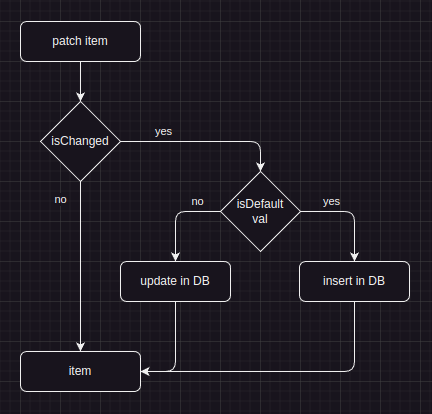 patch item
isChanged
yes
no
isDefault
val
no
yes
update in DB
insert in DB
item